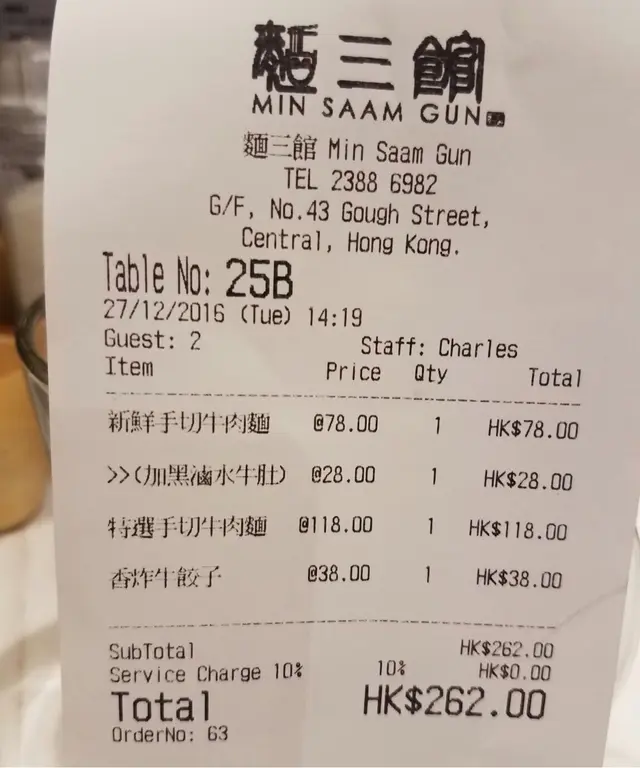 麵三館
MIN SAAM GUN
麵三館 Min Saam Gun
TEL 2388 6982
G/F, No.43 Gough Street,
Central, Hong Kong.
Table No: 25B
27/12/2016 (Tue) 14:19
Guest: 2 Staff: Charles
Item Price Qty Total
新鮮手切牛肉麵 @78.00 1 HK$78.00
>>(加黑滷水牛肚) @28.00 1 HK$28.00
特選手切牛肉麵 @118.00 1 HK$118.00
香炸牛餃子 @38.00 1 HK$38.00
SubTotal HK$262.00
Service Charge 10% 10% HK$0.00
Total HK$262.00
OrderNo: 63